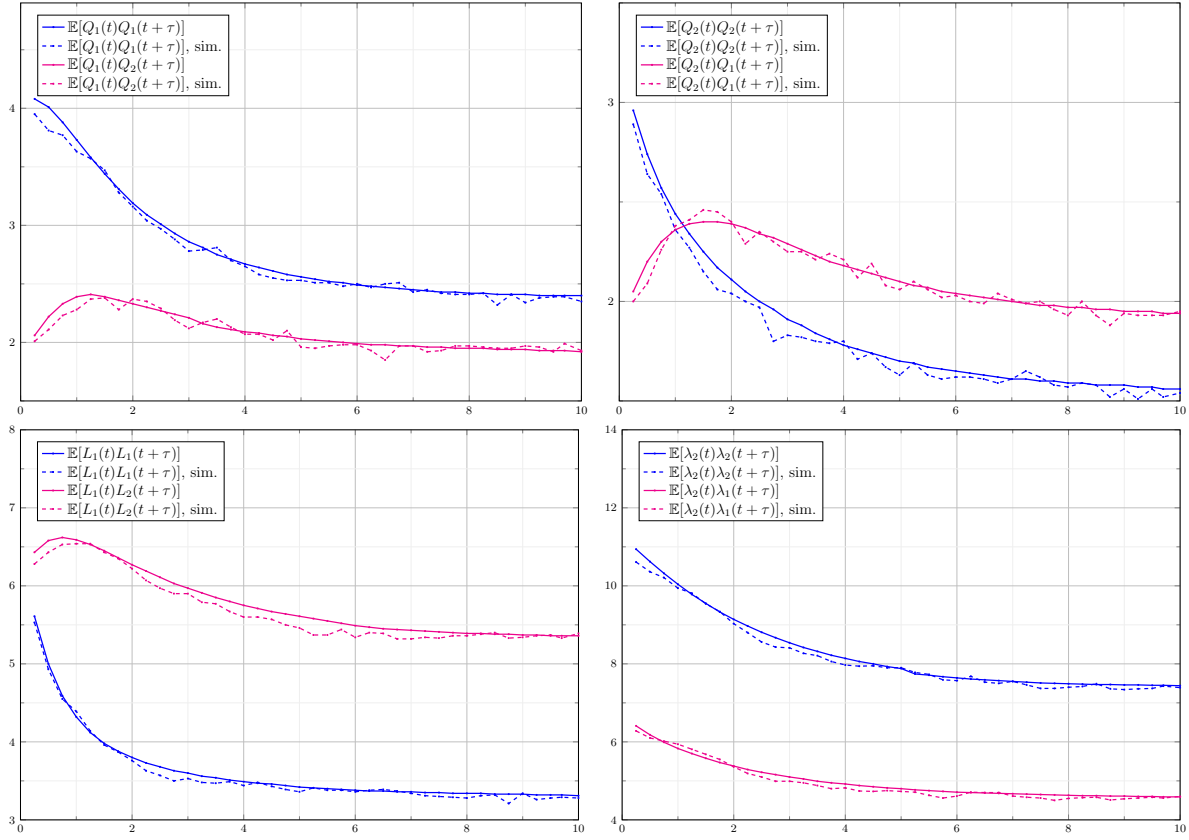 𝔼[Q₁(t)Q₁(t + τ)]
𝔼[Q₁(t)Q₁(t + τ)], sim.
𝔼[Q₁(t)Q₂(t + τ)]
𝔼[Q₁(t)Q₂(t + τ)], sim.
4
3
2
0 2 4 6 8 10
𝔼[Q₂(t)Q₂(t + τ)]
𝔼[Q₂(t)Q₂(t + τ)], sim.
𝔼[Q₂(t)Q₁(t + τ)]
𝔼[Q₂(t)Q₁(t + τ)], sim.
3
2
0 2 4 6 8 10
𝔼[L₁(t)L₁(t + τ)]
𝔼[L₁(t)L₁(t + τ)], sim.
𝔼[L₁(t)L₂(t + τ)]
𝔼[L₁(t)L₂(t + τ)], sim.
8
7
6
5
4
3
0 2 4 6 8 10
𝔼[λ₂(t)λ₂(t + τ)]
𝔼[λ₂(t)λ₂(t + τ)], sim.
𝔼[λ₂(t)λ₁(t + τ)]
𝔼[λ₂(t)λ₁(t + τ)], sim.
14
12
10
8
6
4
0 2 4 6 8 10